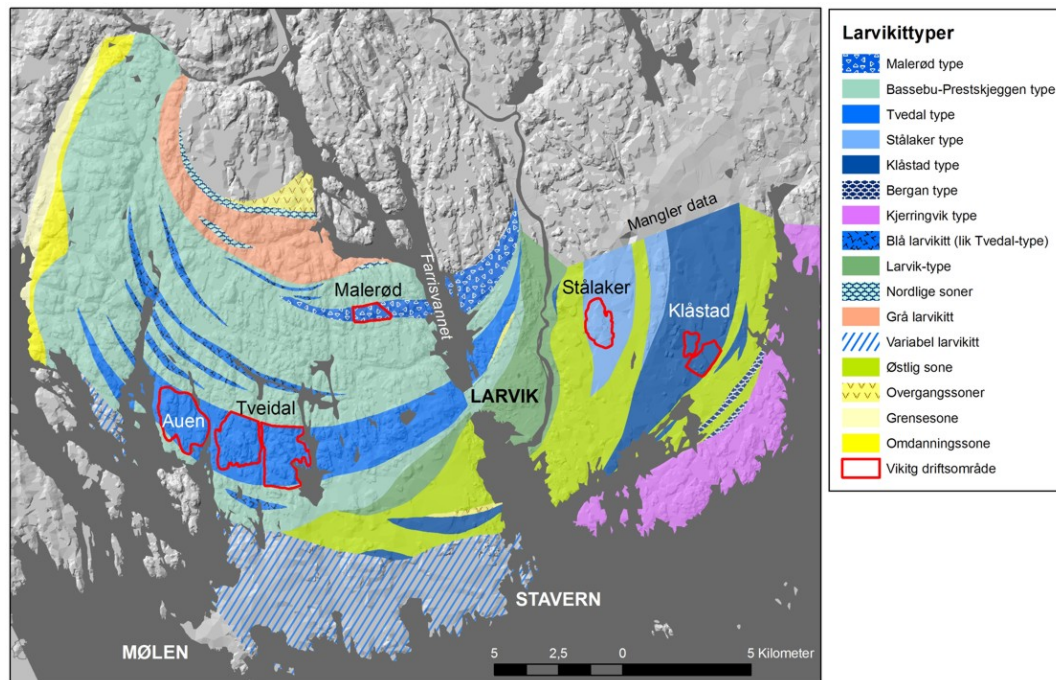 Mangler data
Malerød
Farrisvannet
Stålaker
Klåstad
LARVIK
Tveidal
Auen
STAVERN
MØLEN
5 2,5 0 5 Kilometer
Larvikittyper
Malerød type
Bassebu-Prestskjeggen type
Tvedal type
Stålaker type
Klåstad type
Bergan type
Kjerringvik type
Blå larvikitt (lik Tvedal-type)
Larvik-type
Nordlige soner
Grå larvikitt
Variabel larvikitt
Østlig sone
Overgangssoner
Grensesone
Omdanningssone
Vikitg driftsområde